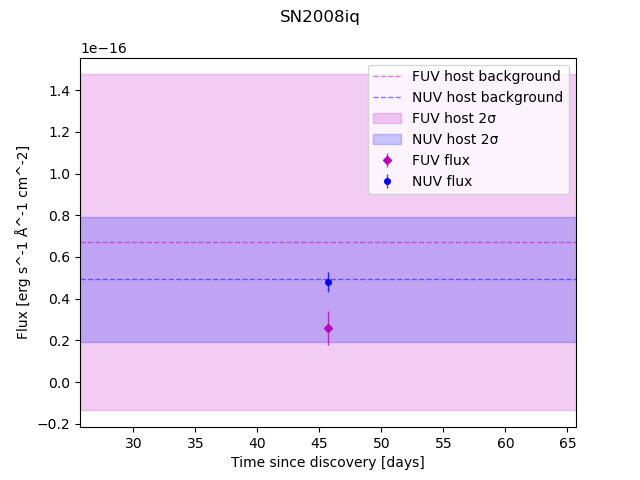 SN2008iq
1e−16
FUV host background
NUV host background
FUV host 2σ
NUV host 2σ
FUV flux
NUV flux
1.4
1.2
1.0
0.8
0.6
0.4
0.2
0.0
−0.2
Flux [erg s^-1 Å^-1 cm^-2]
30 35 40 45 50 55 60 65
Time since discovery [days]